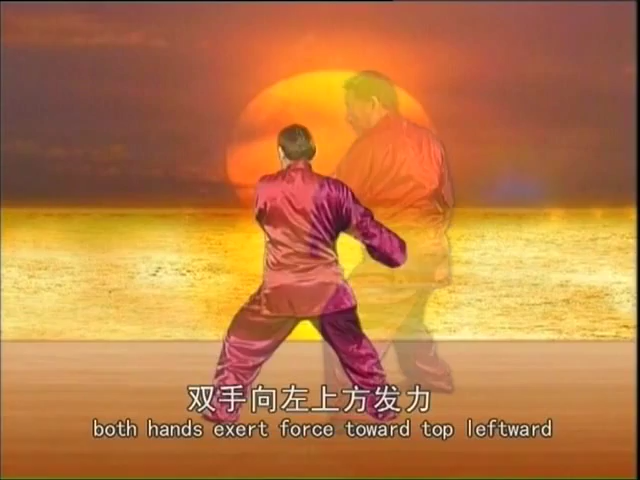 双手向左上方发力
both hands exert force toward top leftward